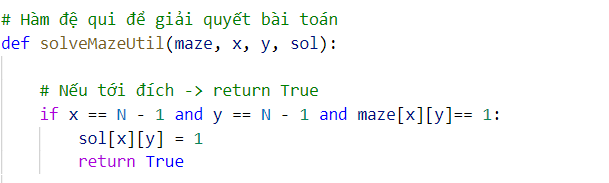 # Hàm đệ qui để giải quyết bài toán
def solveMazeUtil(maze, x, y, sol):
# Nếu tới đích -> return True
if x == N - 1 and y == N - 1 and maze[x][y]== 1:
sol[x][y] = 1
return True